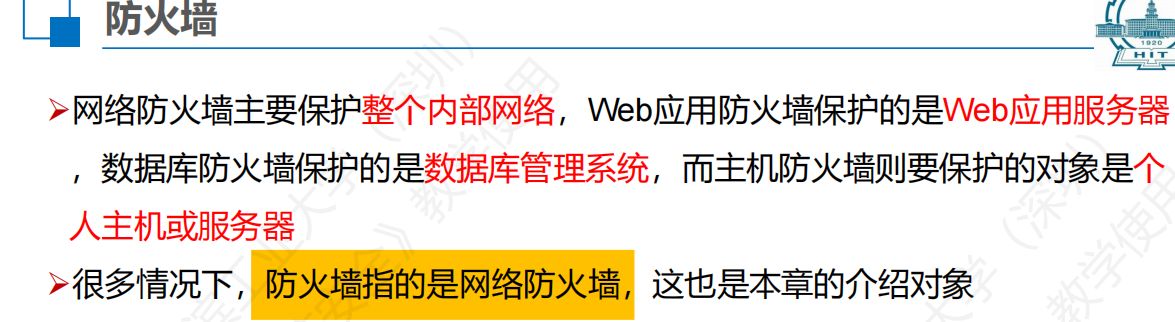 防火墙
1920
HIT
➢网络防火墙主要保护整个内部网络，Web应用防火墙保护的是Web应用服务器
，数据库防火墙保护的是数据库管理系统，而主机防火墙则要保护的对象是个
人主机或服务器
➢很多情况下，防火墙指的是网络防火墙，这也是本章的介绍对象